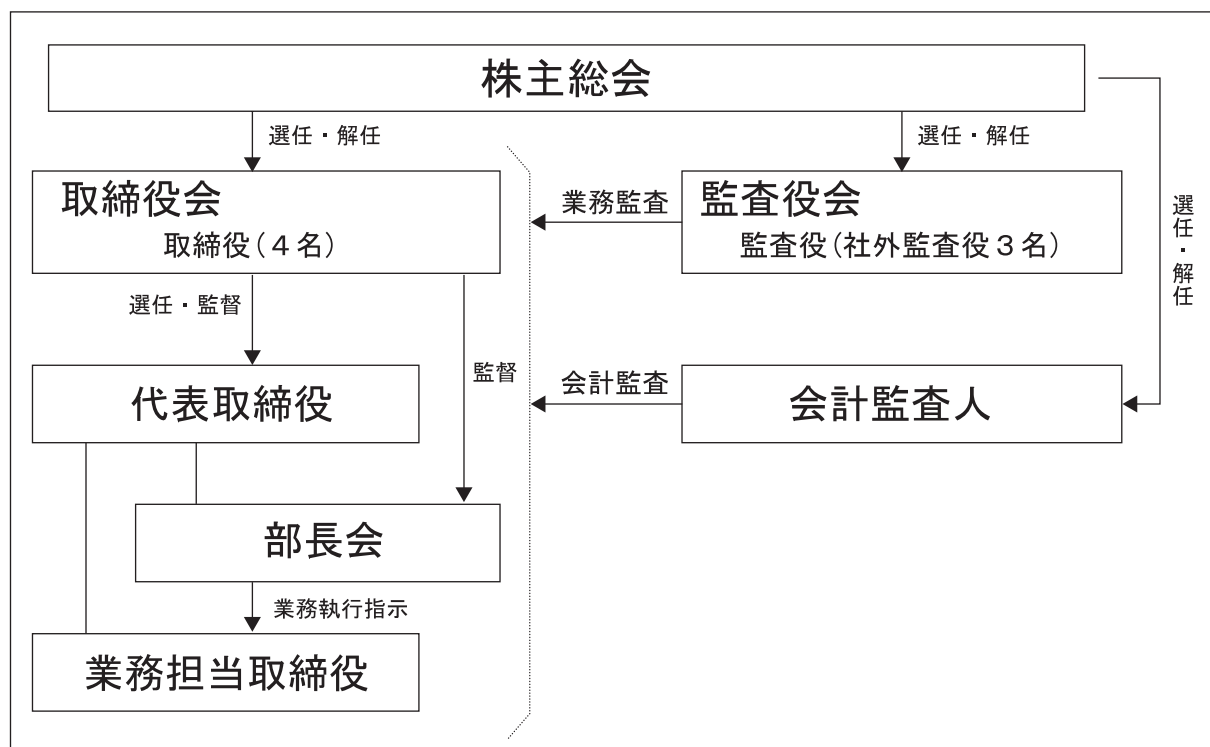 株主総会
選任・解任
選任・解任
取締役会
取締役(4名)
業務監査
監査役会
監査役(社外監査役3名)
選任・解任
選任・監督
監督
代表取締役
会計監査
会計監査人
部長会
業務執行指示
業務担当取締役